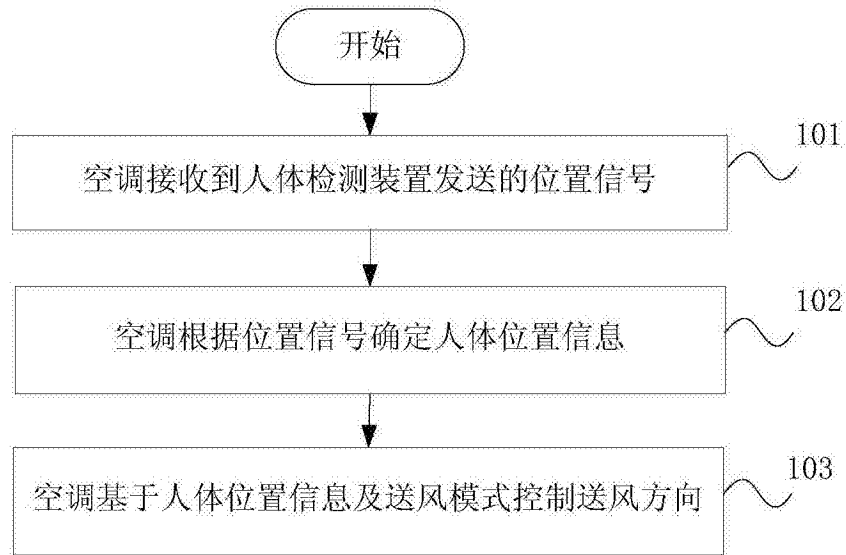 开始
空调接收到人体检测装置发送的位置信号
101
空调根据位置信号确定人体位置信息
102
空调基于人体位置信息及送风模式控制送风方向
103